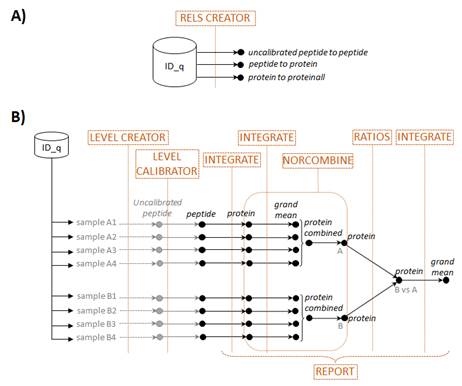 A)
RELS CREATOR
ID_q
uncalibrated peptide to peptide
peptide to protein
protein to proteinall
B)
ID_q
LEVEL CREATOR
LEVEL
CALIBRATOR
INTEGRATE
INTEGRATE
NORCOMBINE
RATIOS
INTEGRATE
Uncalibrated
peptide
peptide
protein
grand
mean
sample A1
sample A2
sample A3
sample A4
protein
combined
protein
A
sample B1
sample B2
sample B3
sample B4
protein
combined
B
protein
protein
B vs A
grand
mean
REPORT